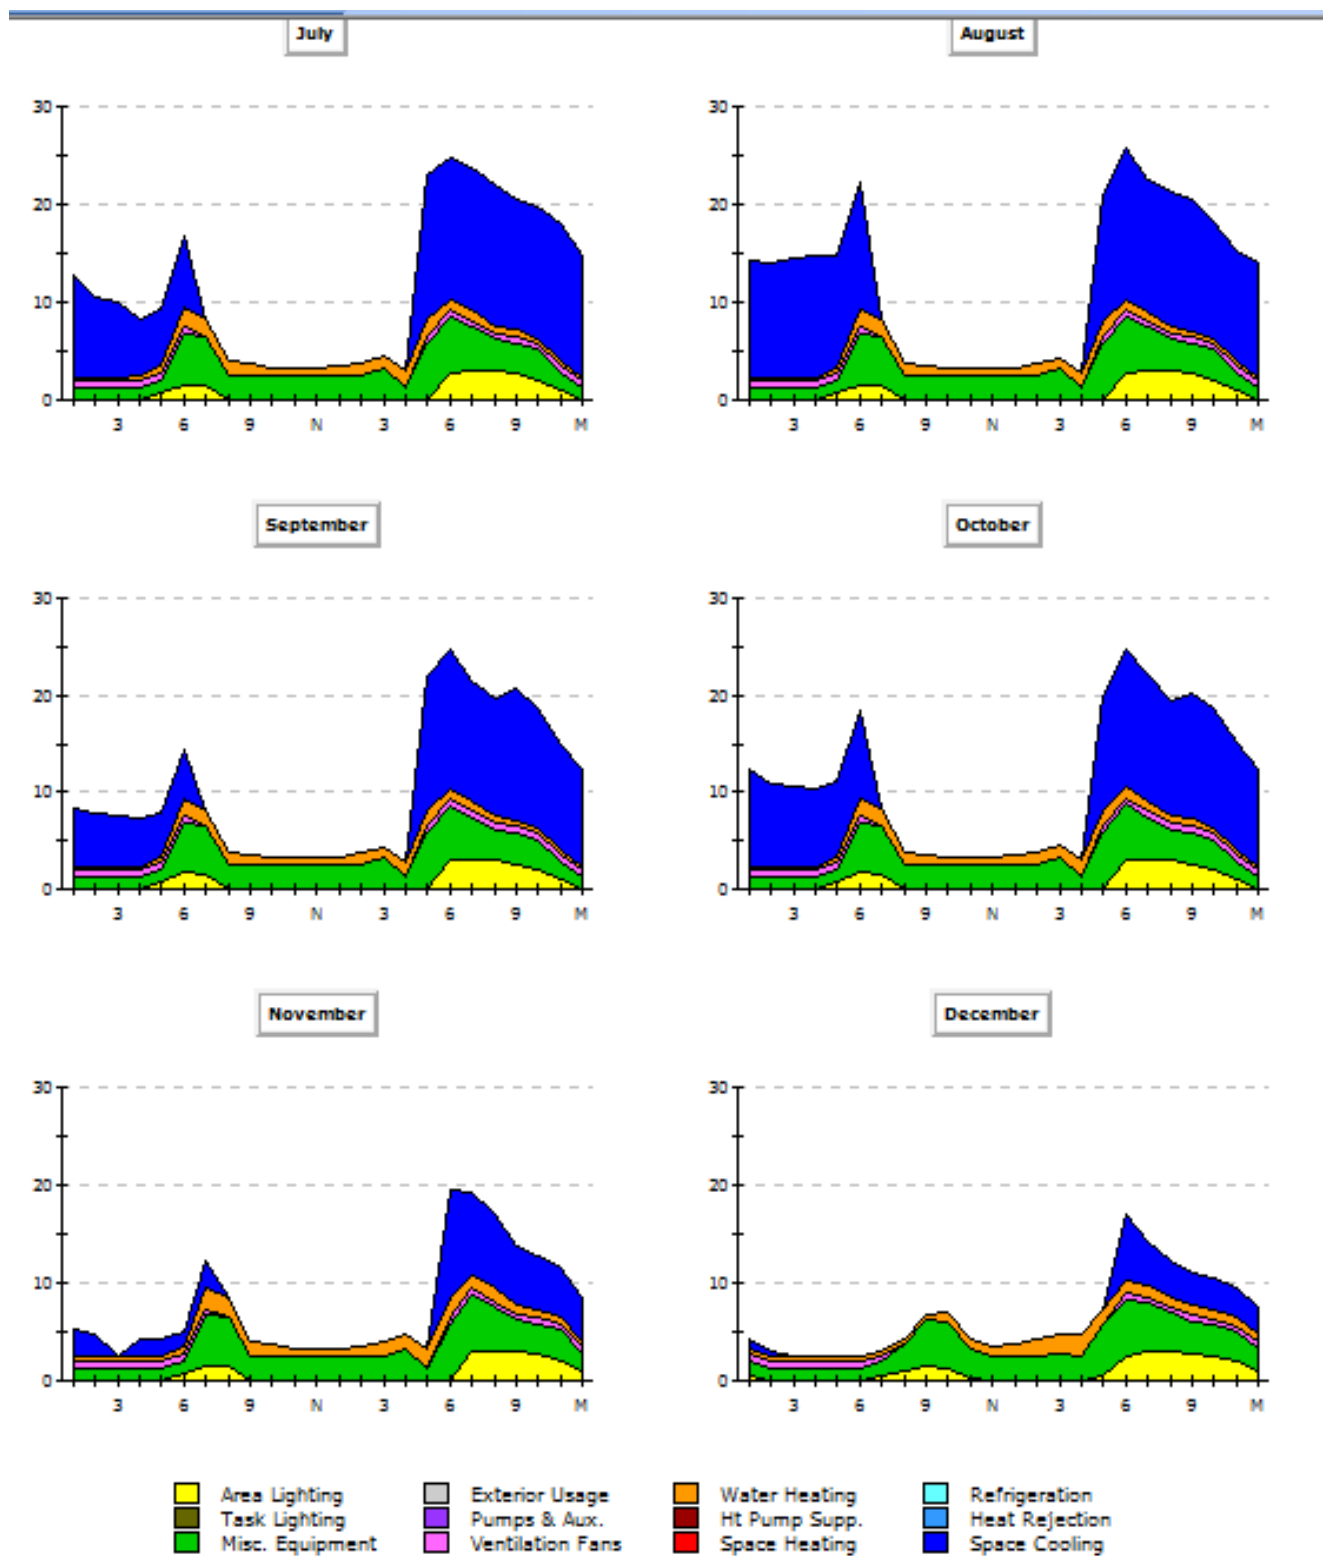 July August
30 30
20 20
10 10
0 0
3 6 9 N 3 6 9 M 3 6 9 N 3 6 9 M
September October
30 30
20 20
10 10
0 0
3 6 9 N 3 6 9 M 3 6 9 N 3 6 9 M
November December
30 30
20 20
10 10
0 0
3 6 9 N 3 6 9 M 3 6 9 N 3 6 9 M
Area Lighting Exterior Usage Water Heating Refrigeration
Task Lighting Pumps & Aux. Ht Pump Supp. Heat Rejection
Misc. Equipment Ventilation Fans Space Heating Space Cooling